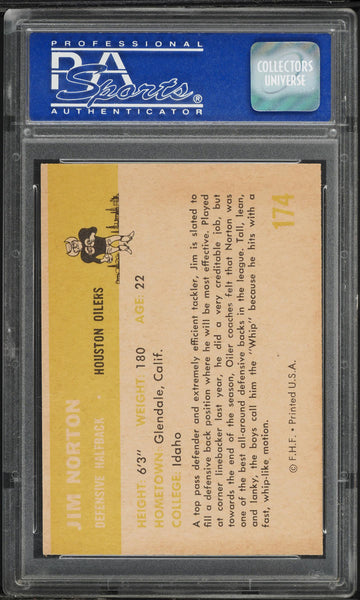 PROFESSIONAL
PSA Sports®
AUTHENTICATOR
COLLECTORS
UNIVERSE
JIM NORTON
DEFENSIVE HALFBACK · HOUSTON OILERS
HEIGHT: 6'3" WEIGHT: 180 AGE: 22
HOMETOWN: Glendale, Calif.
COLLEGE: Idaho
174
A top pass defender and extremely efficient tackler, Jim is slated to
fill a defensive back position where he will be most effective. Played
at corner linebacker last year, he did a very creditable job, but
towards the end of the season, Oiler coaches felt that Norton was
one of the best all-around defensive backs in the league. Tall, lean,
and lanky, the boys call him the "Whip" because he hits with a
fast, whip-like motion.
© F.H.F. • Printed U.S.A.